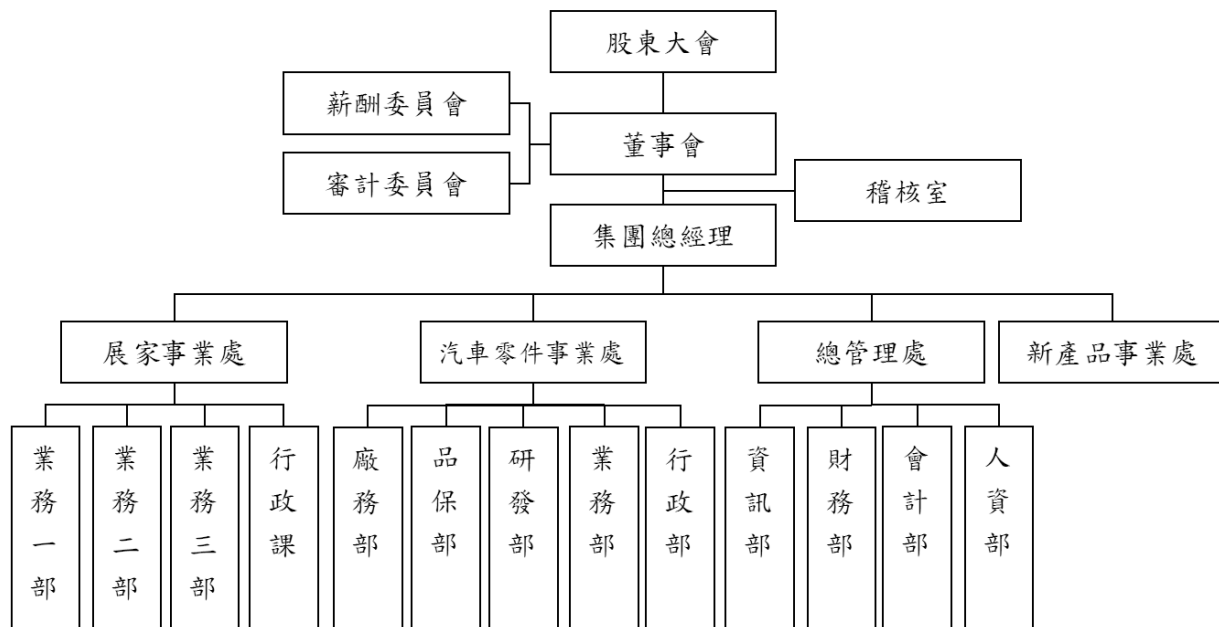 股東大會
薪酬委員會
董事會
審計委員會
稽核室
集團總經理
展家事業處
汽車零件事業處
總管理處
新產品事業處
業務一部
業務二部
業務三部
行政課
廠務部
品保部
研發部
業務部
行政部
資訊部
財務部
會計部
人資部